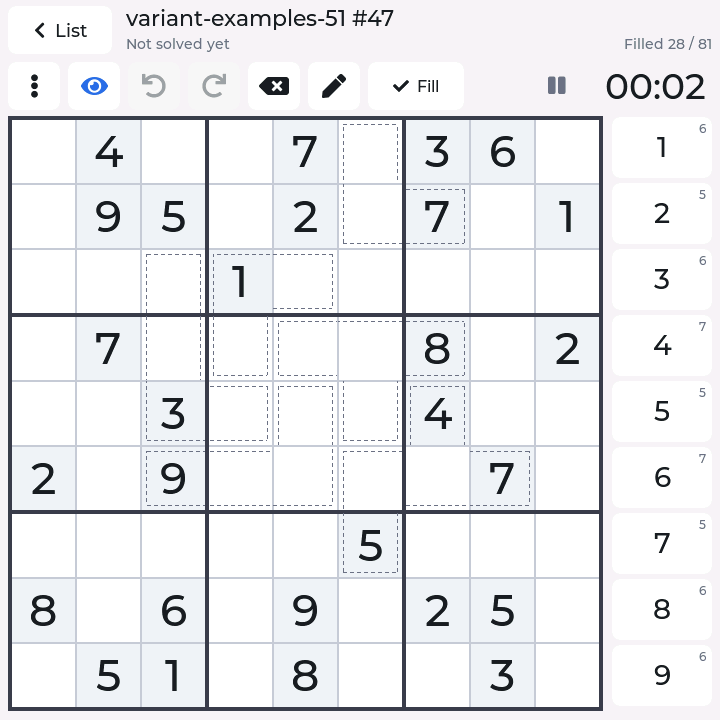 List
variant-examples-51 #47
Not solved yet
Filled 28 / 81
Fill
00:02
4 7 3 6
9 5 2 7 1
1
7 8 2
3 4
2 9 7
5
8 6 9 2 5
5 1 8 3
1 6
2 5
3 6
4 7
5 5
6 7
7 5
8 6
9 6